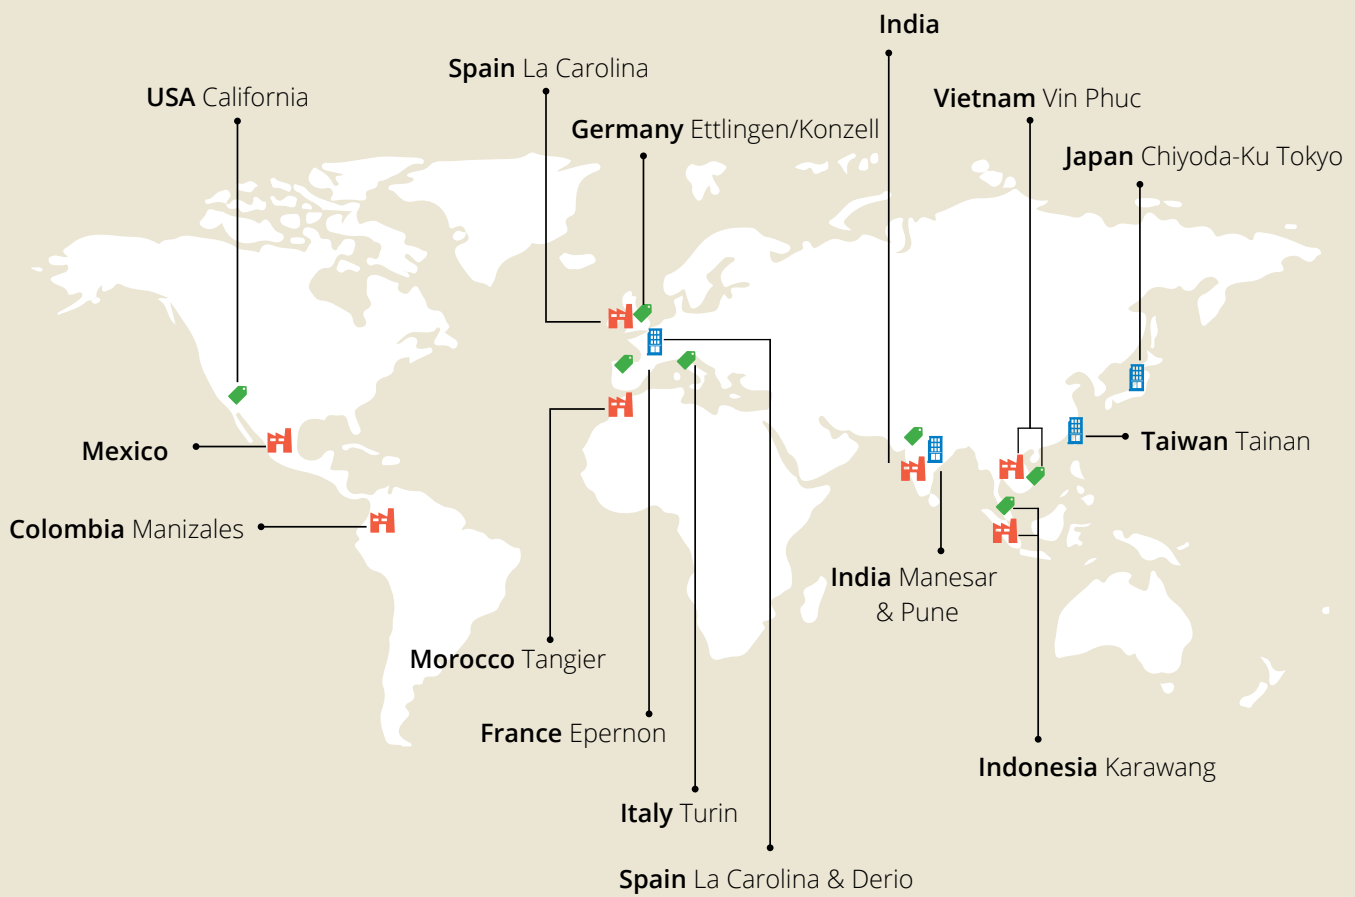 India
Spain La Carolina
USA California
Vietnam Vin Phuc
Germany Ettlingen/Konzell
Japan Chiyoda-Ku Tokyo
Mexico
Taiwan Tainan
Colombia Manizales
India Manesar
& Pune
Morocco Tangier
France Epernon
Indonesia Karawang
Italy Turin
Spain La Carolina & Derio